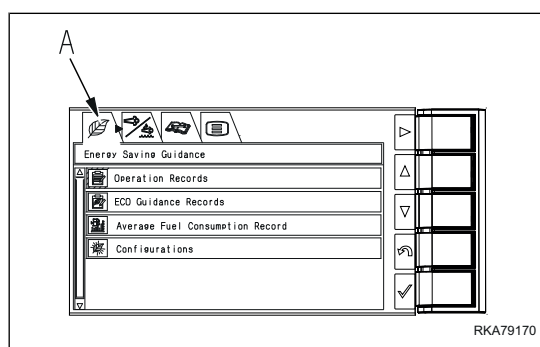 A
Energy Saving Guidance
Operation Records
ECO Guidance Records
Average Fuel Consumption Record
Configurations
RKA79170